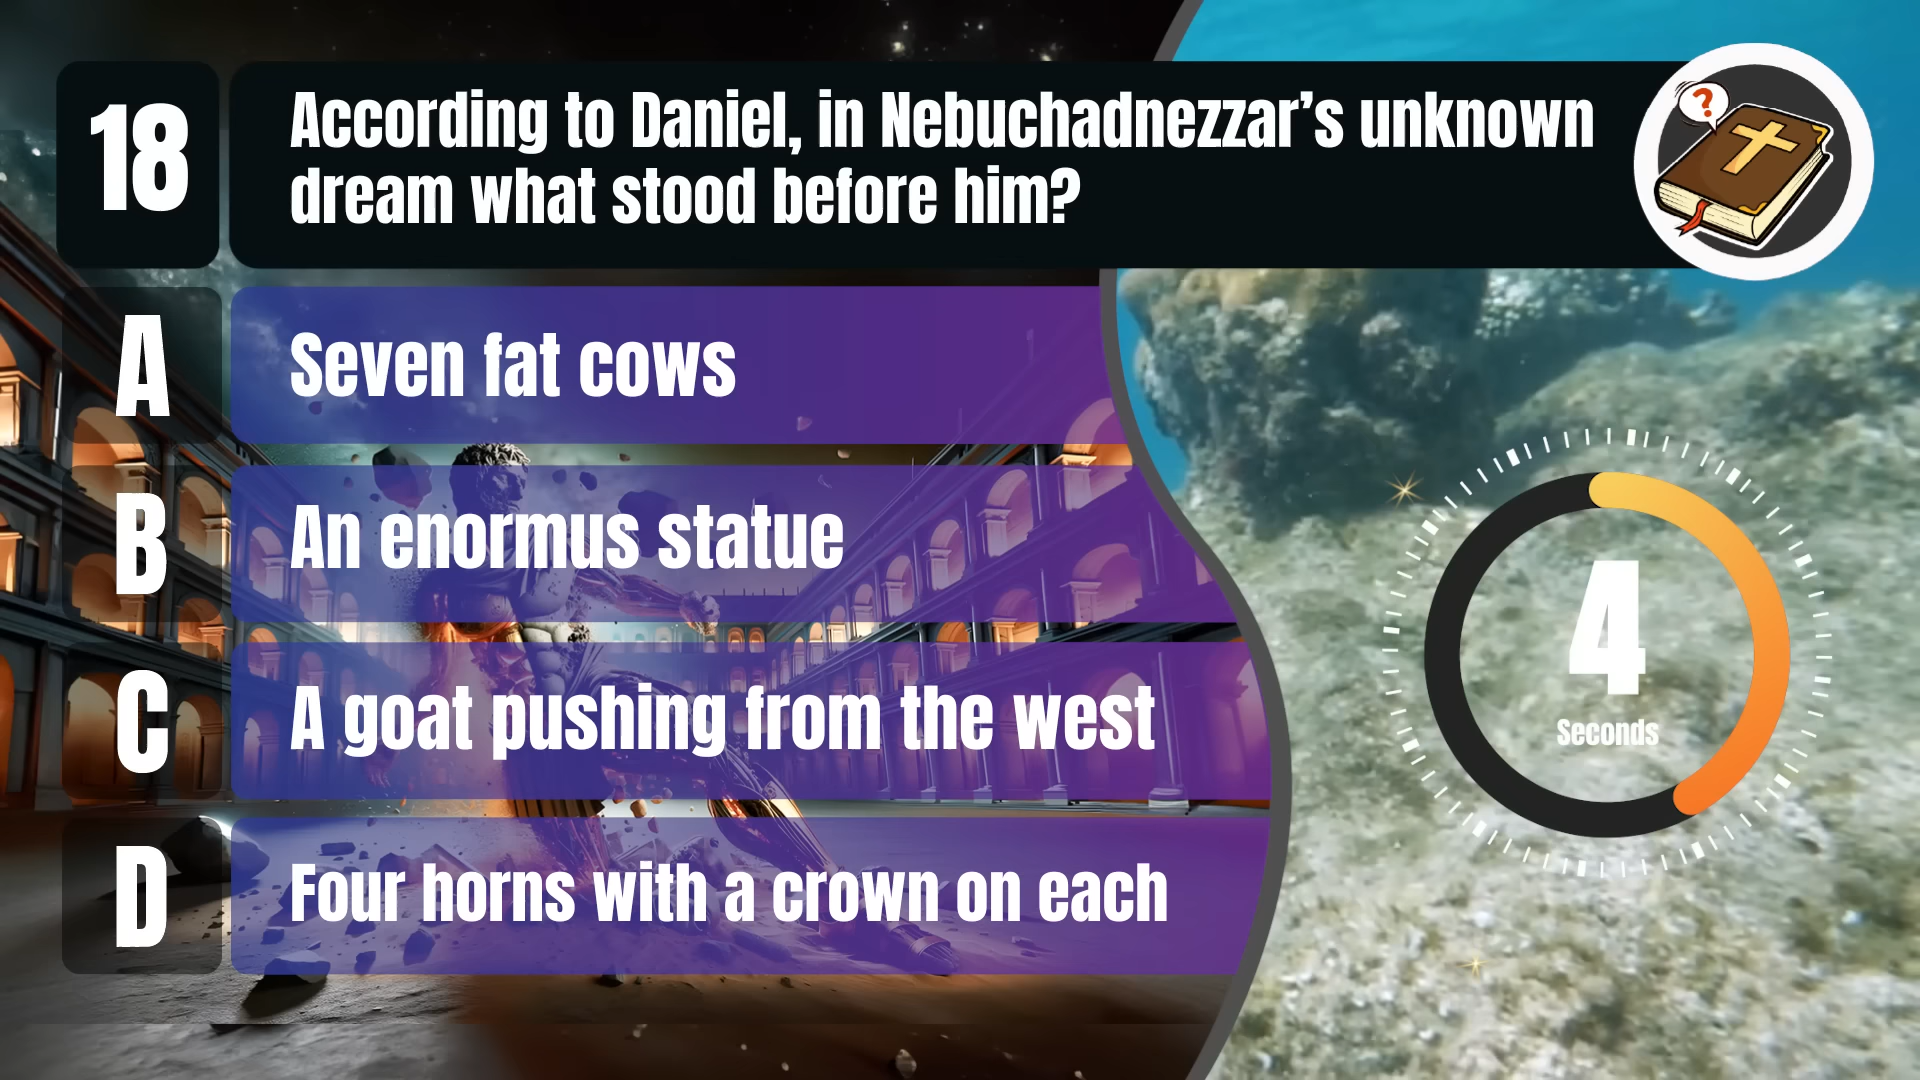 18
According to Daniel, in Nebuchadnezzar’s unknown
dream what stood before him?
?
A
Seven fat cows
B
An enormus statue
C
A goat pushing from the west
D
Four horns with a crown on each
4
Seconds